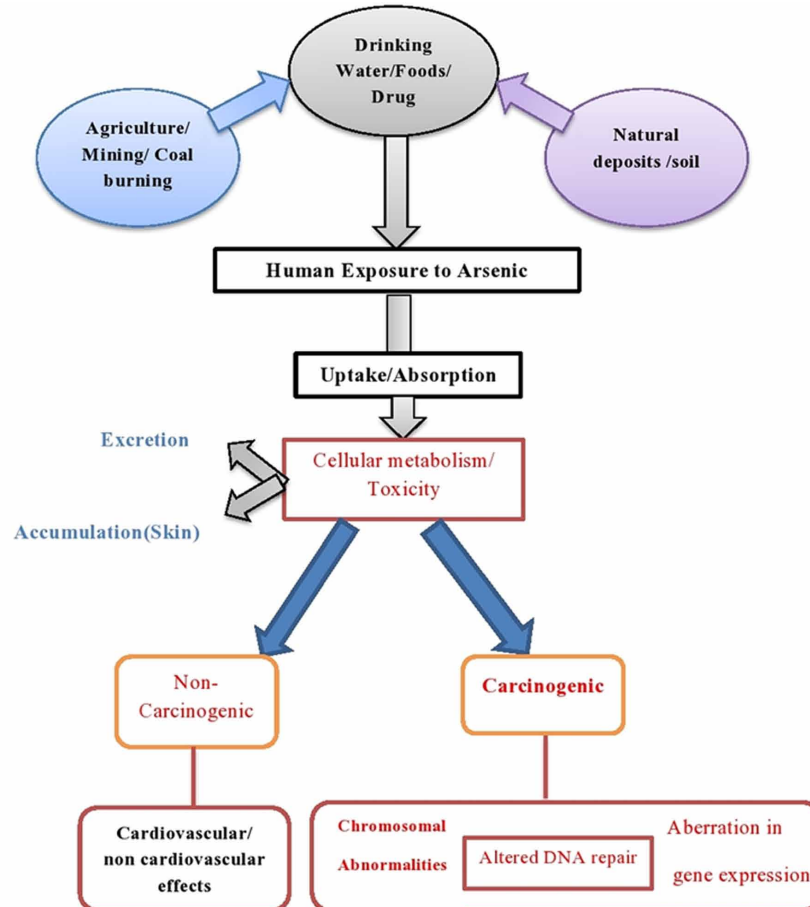 Drinking
Water/Foods/
Drug
Agriculture/
Mining/ Coal
burning
Natural
deposits /soil
Human Exposure to Arsenic
Uptake/Absorption
Excretion
Cellular metabolism/
Toxicity
Accumulation(Skin)
Non-
Carcinogenic
Carcinogenic
Cardiovascular/
non cardiovascular
effects
Chromosomal
Abnormalities
Altered DNA repair
Aberration in
gene expression